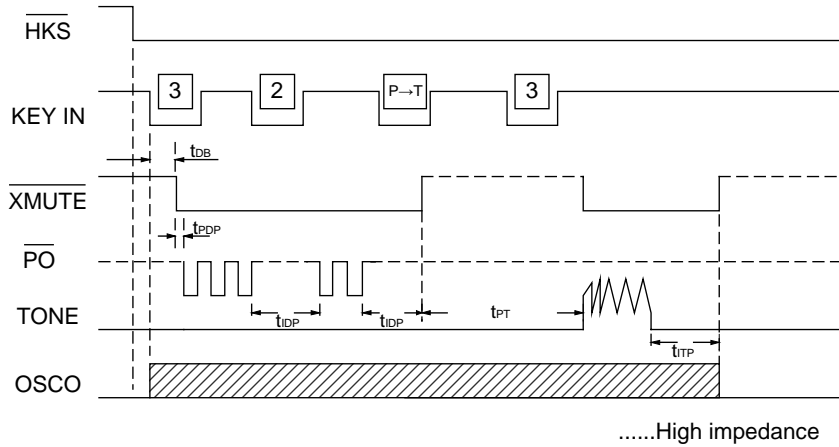 HKS
3 2 P→T 3
KEY IN
tDB
XMUTE
tPDP
PO
TONE
tIDP tIDP tPT
tITP
OSCO
......High impedance